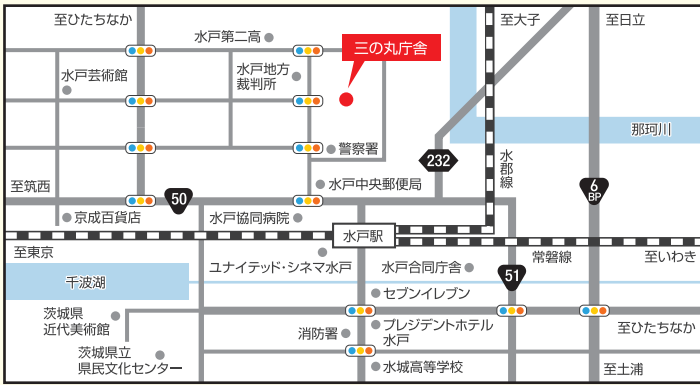 至ひたちなか
水戸第二高
至大子
至日立
三の丸庁舎
水戸芸術館
水戸地方
裁判所
那珂川
警察署
水郡線
232
至筑西
水戸中央郵便局
6
BP
50
京成百貨店
水戸協同病院
水戸駅
至東京
ユナイテッド・シネマ水戸
水戸合同庁舎
常磐線
至いわき
千波湖
51
セブンイレブン
茨城県
近代美術館
消防署
プレジデントホテル
水戸
至ひたちなか
茨城県立
県民文化センター
水城高等学校
至土浦